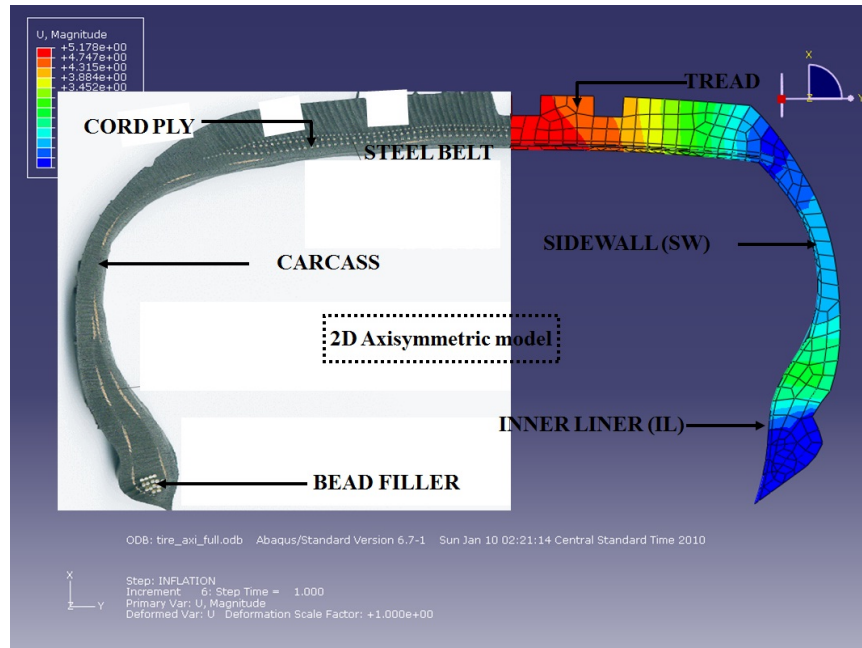 U, Magnitude
+5.178e+00
+4.747e+00
+4.315e+00
+3.884e+00
+3.452e+00
TREAD
X
Z
Y
CORD PLY
STEEL BELT
SIDEWALL (SW)
CARCASS
2D Axisymmetric model
INNER LINER (IL)
BEAD FILLER
ODB: tire_axi_full.odb Abaqus/Standard Version 6.7-1 Sun Jan 10 02:21:14 Central Standard Time 2010
X
Z
Y
Step: INFLATION
Increment 6: Step Time = 1.000
Primary Var: U, Magnitude
Deformed Var: U Deformation Scale Factor: +1.000e+00